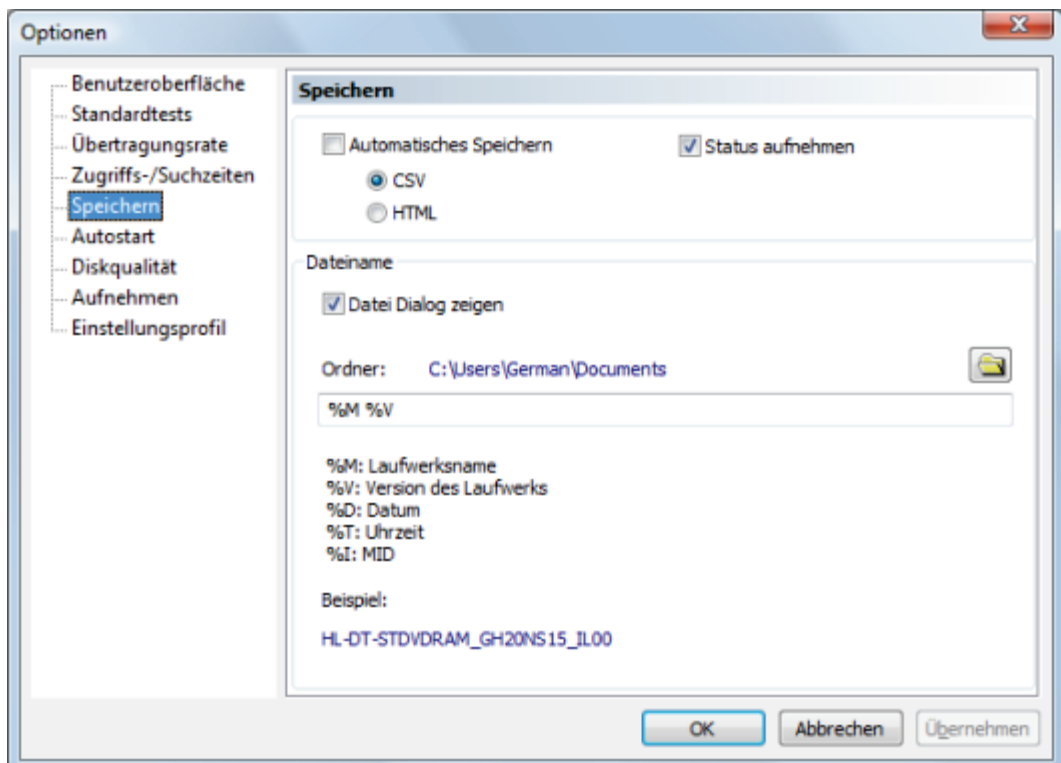 Optionen
Benutzeroberfläche
Standardtests
Übertragungsrate
Zugriffs-/Suchzeiten
Speichern
Autostart
Diskqualität
Aufnehmen
Einstellungsprofil
Speichern
Automatisches Speichern
Status aufnehmen
CSV
HTML
Dateiname
Datei Dialog zeigen
Ordner: C:\Users\German\Documents
%M %V
%M: Laufwerksname
%V: Version des Laufwerks
%D: Datum
%T: Uhrzeit
%I: MID
Beispiel:
HL-DT-STDVDRAM_GH20NS15_IL00
OK
Abbrechen
Übernehmen